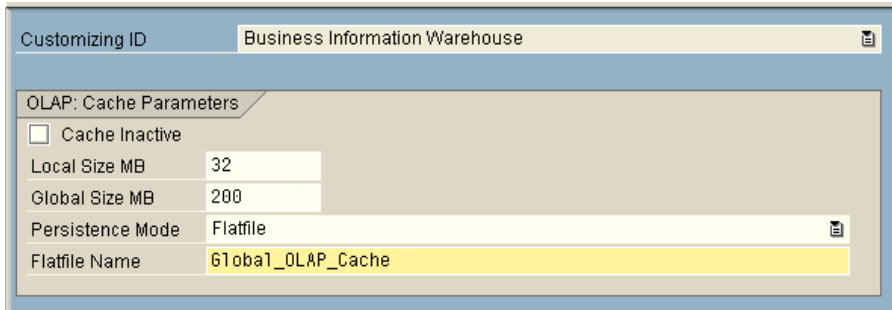 Customizing ID Business Information Warehouse
OLAP: Cache Parameters
Cache Inactive
Local Size MB 32
Global Size MB 200
Persistence Mode Flatfile
Flatfile Name Global_OLAP_Cache